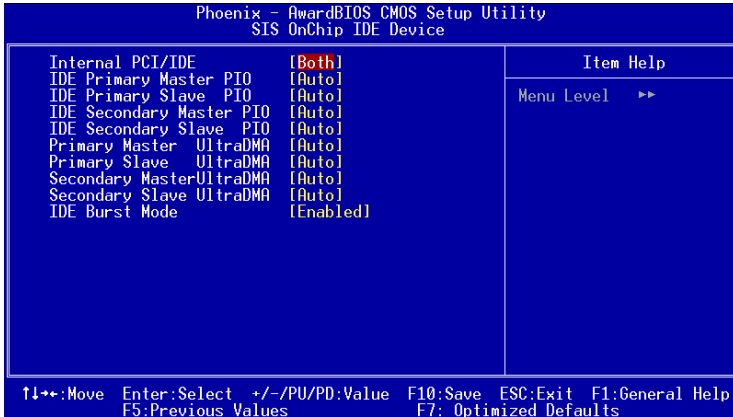 Phoenix - AwardBIOS CMOS Setup Utility
SIS OnChip IDE Device
Internal PCI/IDE [Both]
IDE Primary Master PIO [Auto]
IDE Primary Slave PIO [Auto]
IDE Secondary Master PIO [Auto]
IDE Secondary Slave PIO [Auto]
Primary Master UltraDMA [Auto]
Primary Slave UltraDMA [Auto]
Secondary MasterUltraDMA [Auto]
Secondary Slave UltraDMA [Auto]
IDE Burst Mode [Enabled]
Item Help
Menu Level ►►
↑↓→←:Move Enter:Select +/-/PU/PD:Value F10:Save ESC:Exit F1:General Help
F5:Previous Values F7: Optimized Defaults